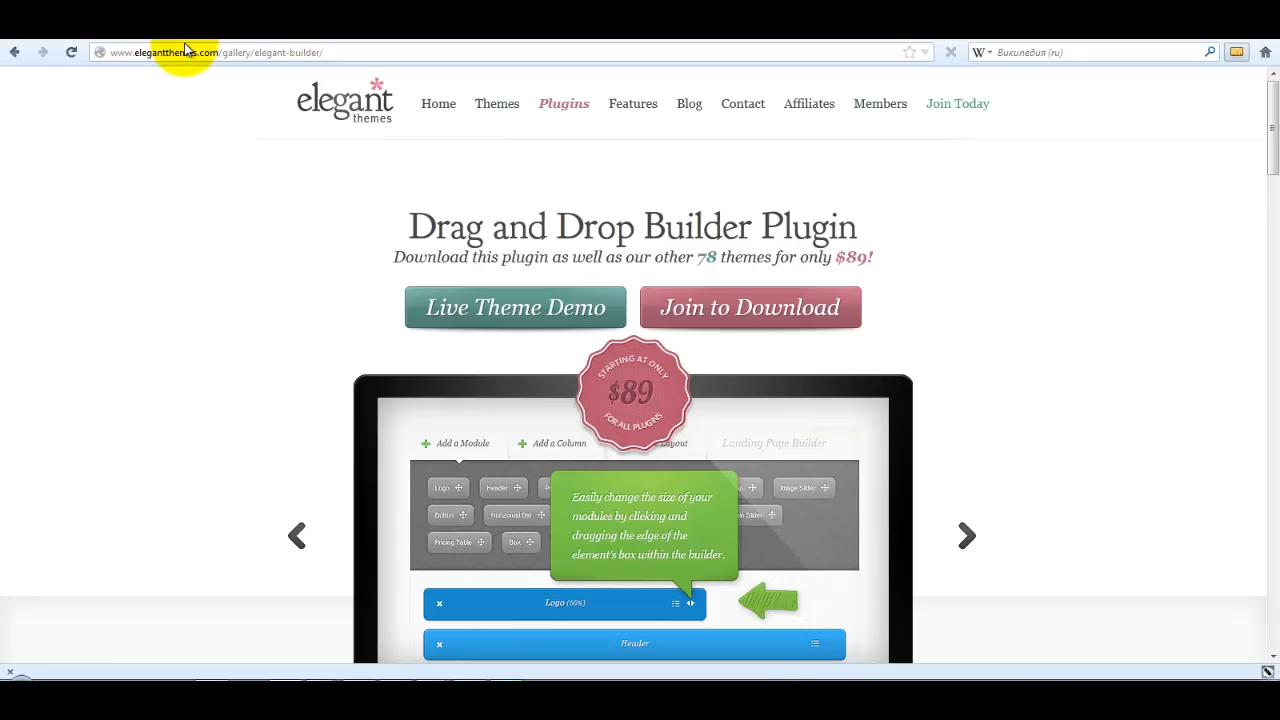 www.elegantthemes.com/gallery/elegant-builder/
Википедия (ru)
elegant themes
Home Themes Plugins Features Blog Contact Affiliates Members Join Today
Drag and Drop Builder Plugin
Download this plugin as well as our other 78 themes for only $89!
Live Theme Demo Join to Download
STARTING AT ONLY
$89
FOR ALL PLUGINS
Add a Module Add a Column Layout Landing Page Builder
Logo Header Image Slider
Button Horizontal Bar Slider
Pricing Table Box
Easily change the size of your
modules by clicking and
dragging the edge of the
element's box within the builder.
Logo (66%)
Header